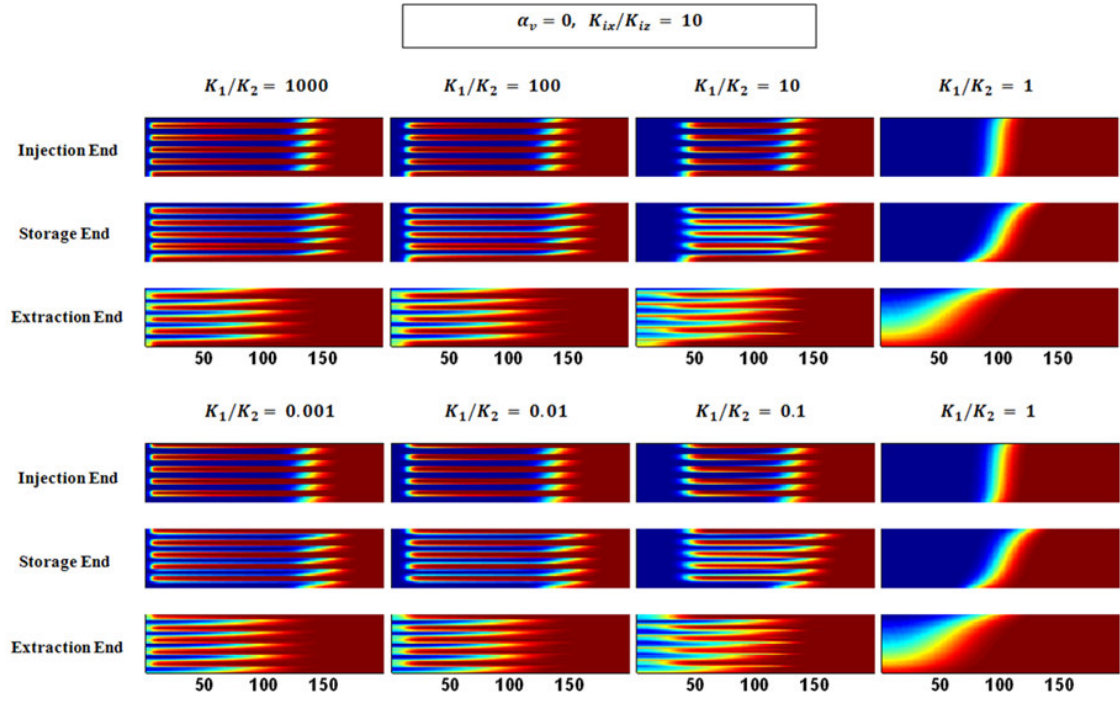 α_v = 0, K_ix/K_iz = 10
K_1/K_2 = 1000 K_1/K_2 = 100 K_1/K_2 = 10 K_1/K_2 = 1
Injection End
Storage End
Extraction End
50 100 150 50 100 150 50 100 150 50 100 150
K_1/K_2 = 0.001 K_1/K_2 = 0.01 K_1/K_2 = 0.1 K_1/K_2 = 1
Injection End
Storage End
Extraction End
50 100 150 50 100 150 50 100 150 50 100 150